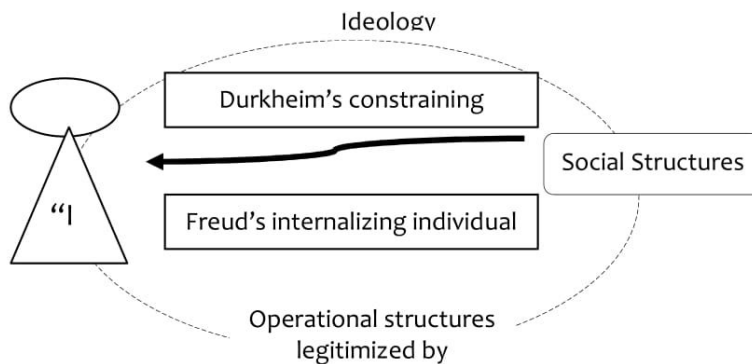 Ideology
Durkheim’s constraining
Social Structures
“I
Freud’s internalizing individual
Operational structures
legitimized by